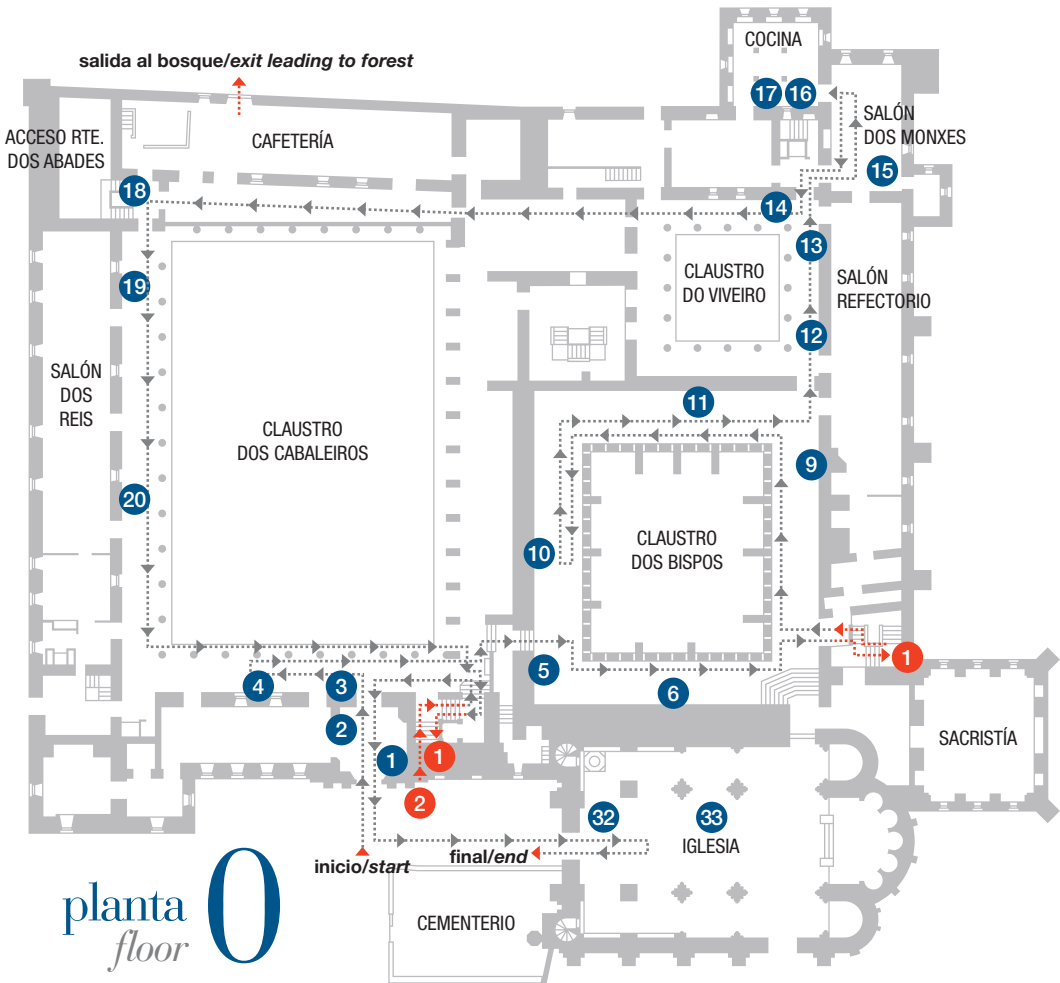 COCINA
salida al bosque/exit leading to forest
17
16
ACCESO RTE.
DOS ABADES
CAFETERÍA
SALÓN
DOS MONXES
15
18
14
13
19
CLAUSTRO
DO VIVEIRO
SALÓN
REFECTORIO
12
SALÓN
DOS
REIS
11
CLAUSTRO
DOS CABALEIROS
9
20
10
CLAUSTRO
DOS BISPOS
1
5
4
3
6
2
1
1
SACRISTÍA
2
32
33
IGLESIA
inicio/start
final/end
planta
floor
0
CEMENTERIO